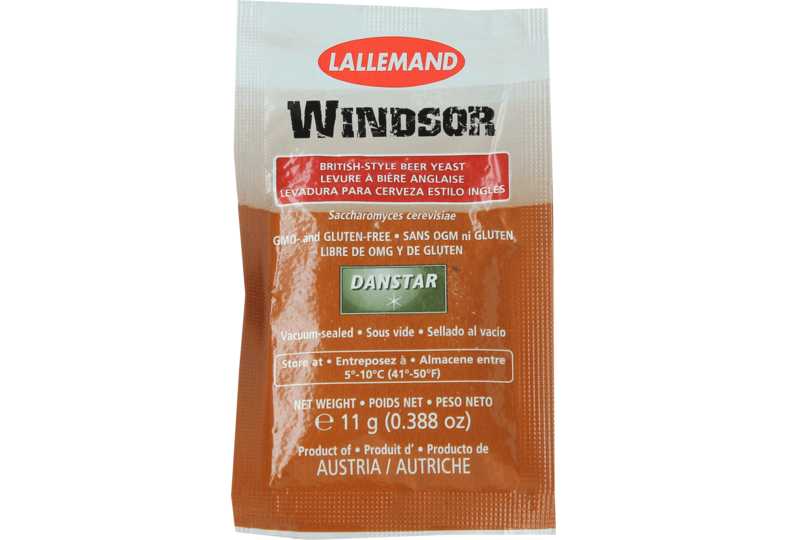 LALLEMAND
WINDSOR
BRITISH-STYLE BEER YEAST
LEVURE À BIÈRE ANGLAISE
LEVADURA PARA CERVEZA ESTILO INGLÉS
Saccharomyces cerevisiae
GMO- and GLUTEN-FREE • SANS OGM ni GLUTEN
LIBRE DE OMG Y DE GLUTEN
DANSTAR
Vacuum-sealed • Sous vide • Sellado al vacio
Store at • Entreposez à • Almacene entre
5°-10°C (41°-50°F)
NET WEIGHT • POIDS NET • PESO NETO
℮ 11 g (0.388 oz)
Product of • Produit d' • Producto de
AUSTRIA / AUTRICHE